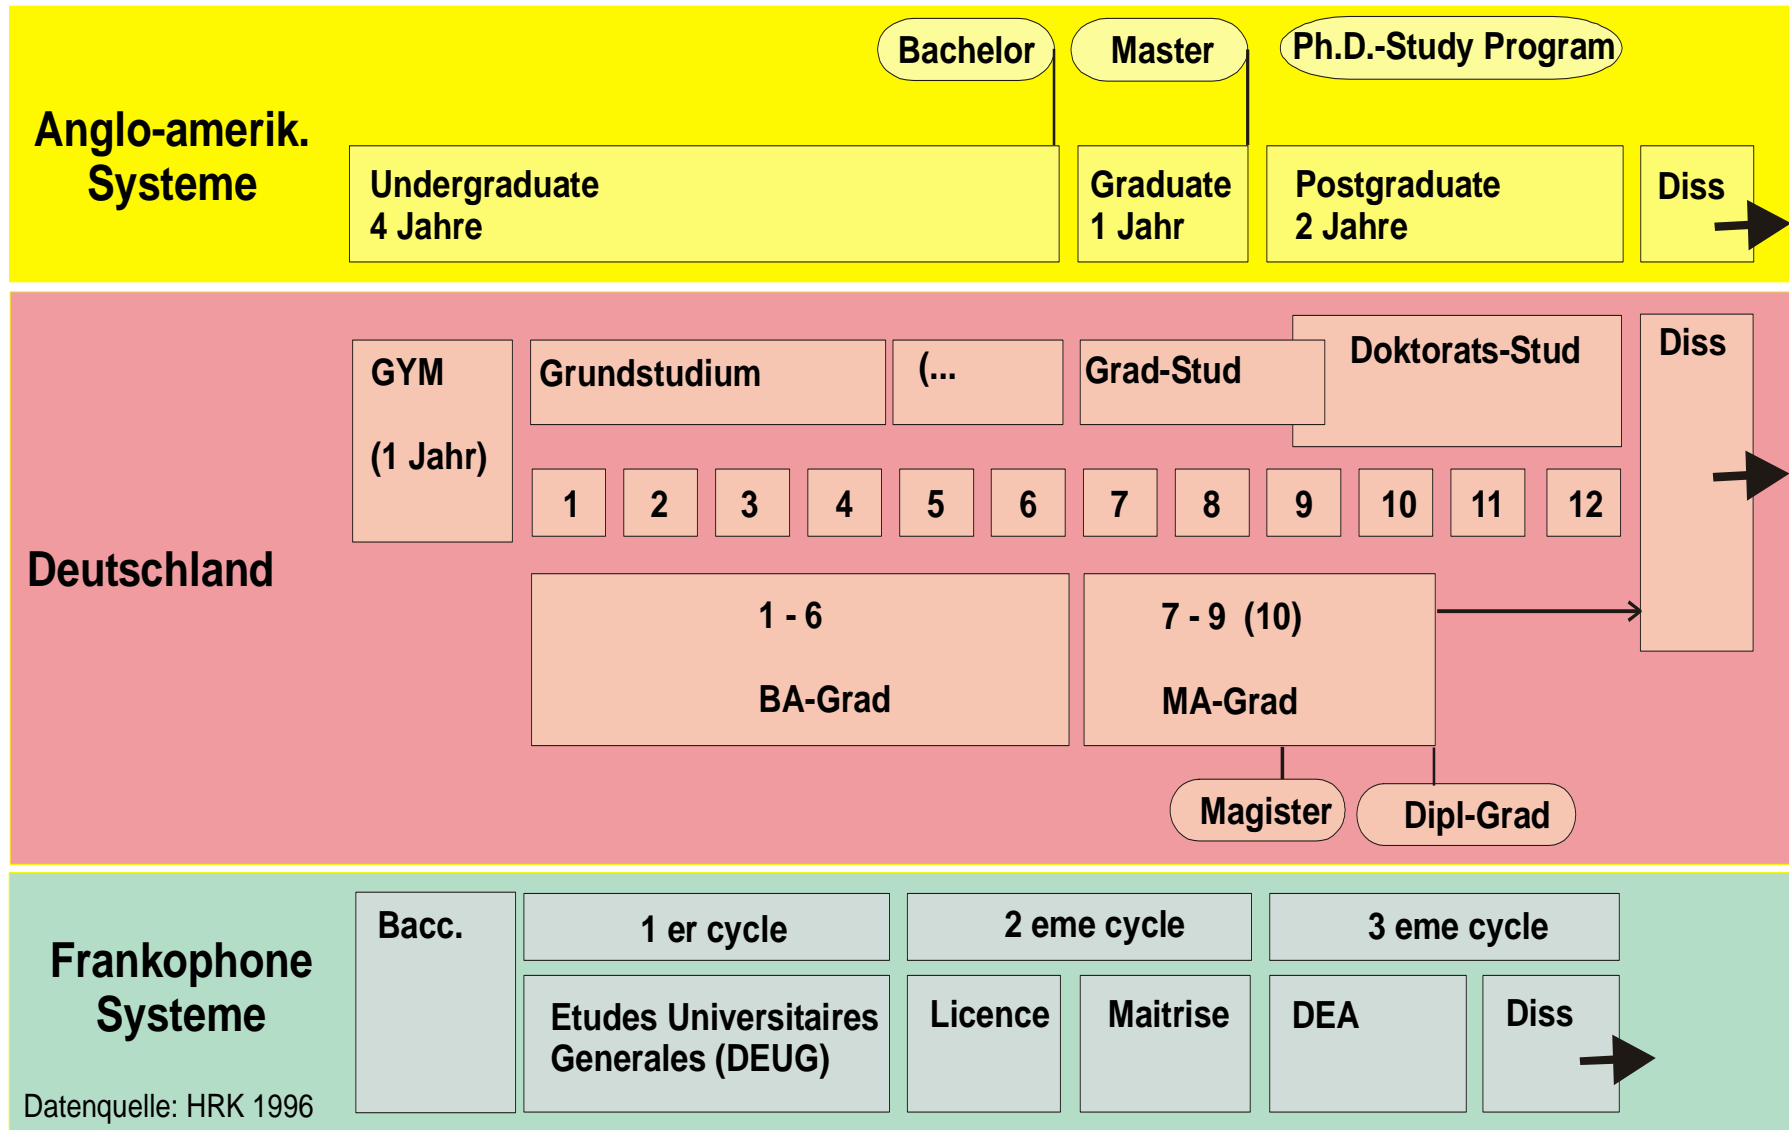 Bachelor
Master
Ph.D.-Study Program
Anglo-amerik.
Systeme
Undergraduate
4 Jahre
Graduate
1 Jahr
Postgraduate
2 Jahre
Diss
Deutschland
GYM
(1 Jahr)
Grundstudium
(...
Grad-Stud
Doktorats-Stud
Diss
1 2 3 4 5 6 7 8 9 10 11 12
1 - 6
BA-Grad
7 - 9 (10)
MA-Grad
Magister
Dipl-Grad
Frankophone
Systeme
Bacc.
1 er cycle
2 eme cycle
3 eme cycle
Etudes Universitaires
Generales (DEUG)
Licence
Maitrise
DEA
Diss
Datenquelle: HRK 1996